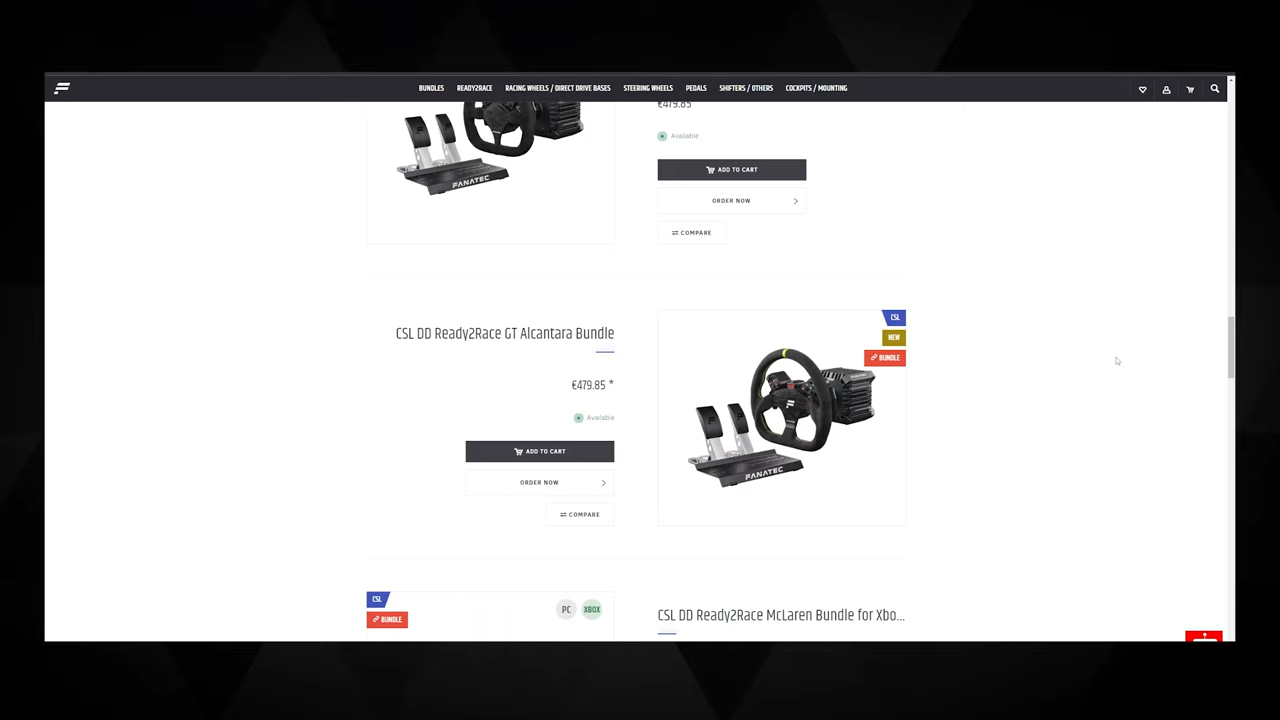 BUNDLES READY2RACE RACING WHEELS / DIRECT DRIVE BASES STEERING WHEELS PEDALS SHIFTERS / OTHERS COCKPITS / MOUNTING
€479.85
Available
ADD TO CART
ORDER NOW
COMPARE
FANATEC
CSL DD Ready2Race GT Alcantara Bundle
€479.85 *
Available
ADD TO CART
ORDER NOW
COMPARE
CSL
NEW
BUNDLE
FANATEC
CSL
BUNDLE
PC XBOX
CSL DD Ready2Race McLaren Bundle for Xbo...